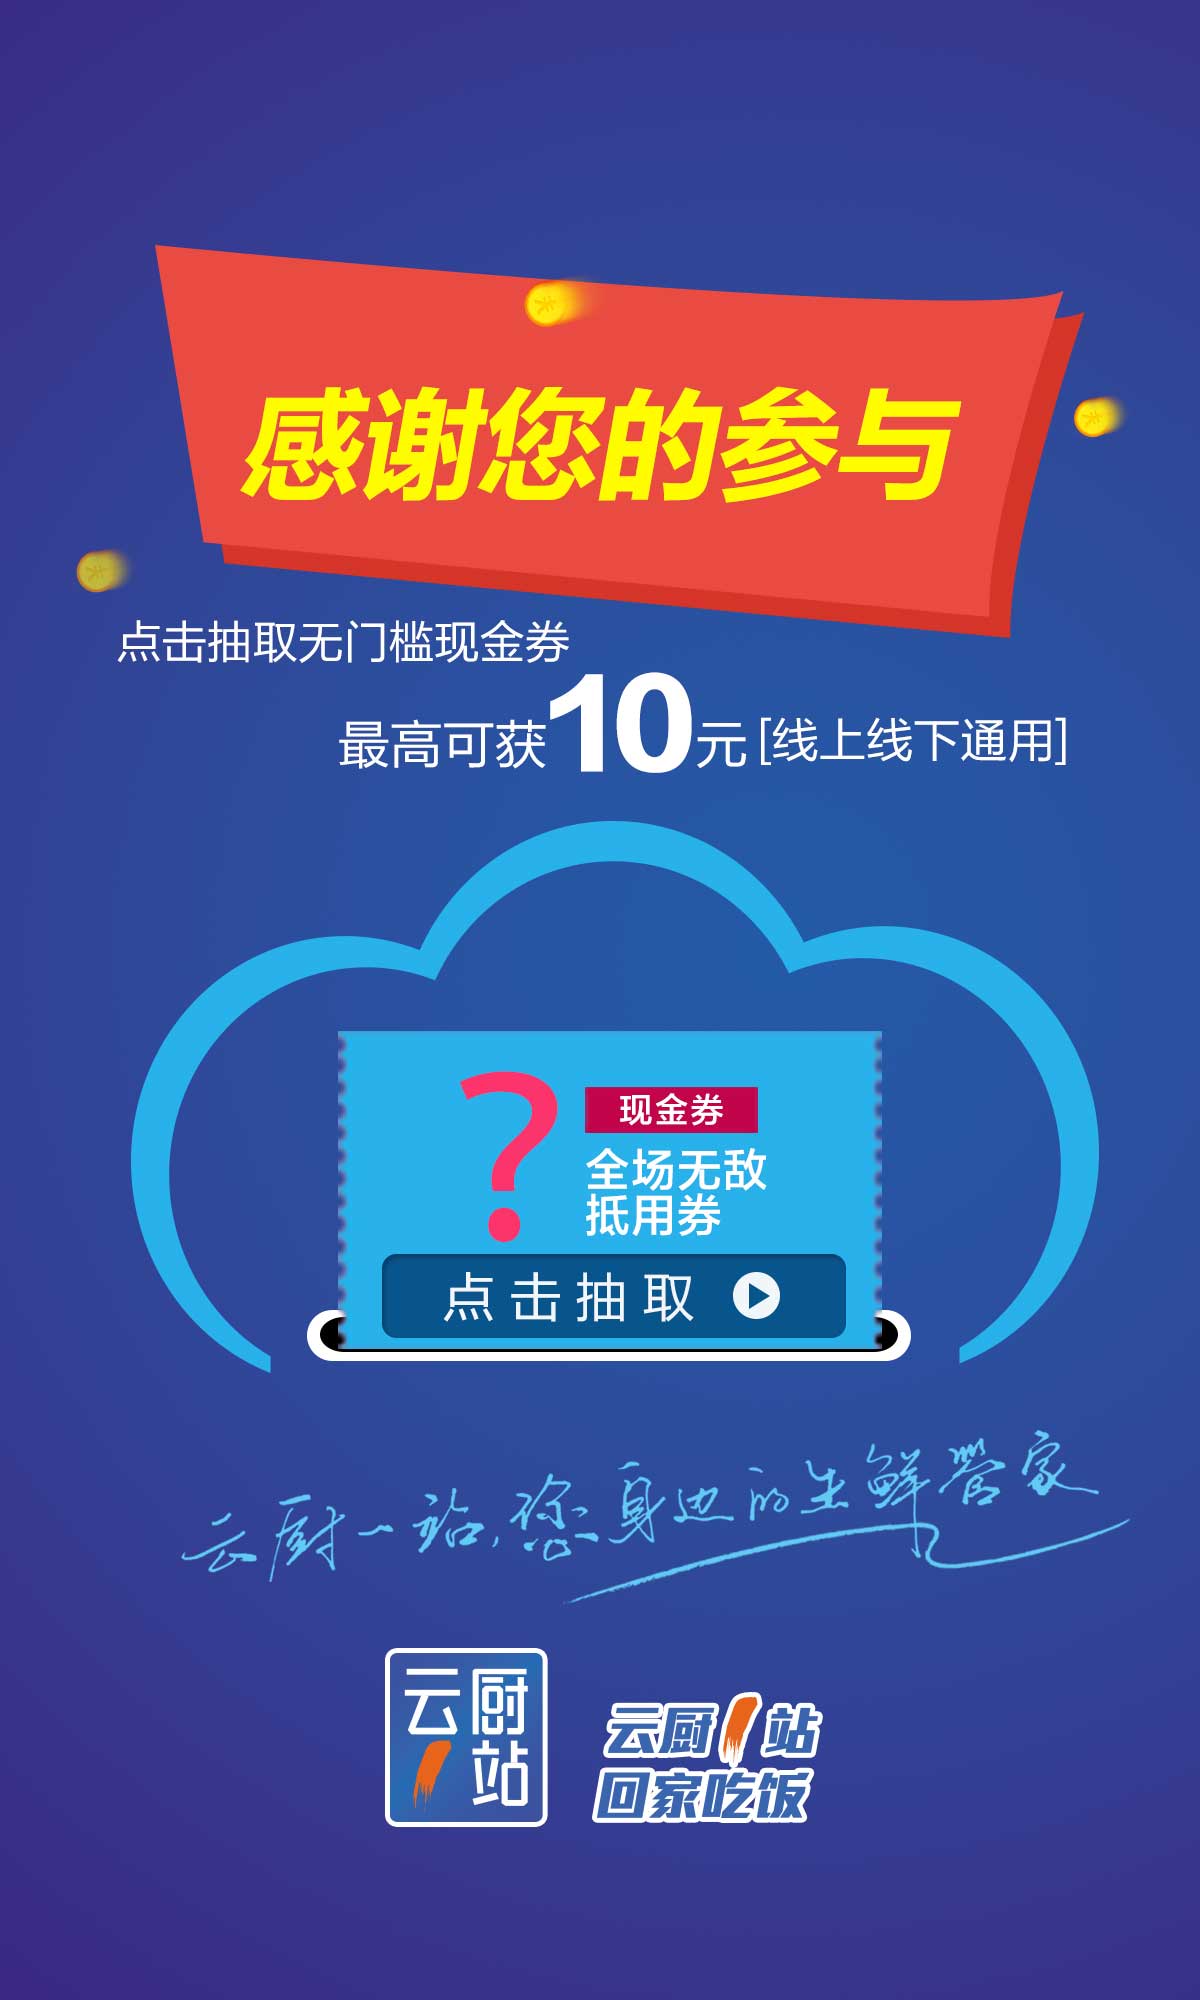 感谢您的参与
点击抽取无门槛现金券
最高可获10元[线上线下通用]
?
现金券
全场无敌
抵用券
点击抽取
云厨一站,您身边的生鲜管家
云厨1站
云厨1站
回家吃饭